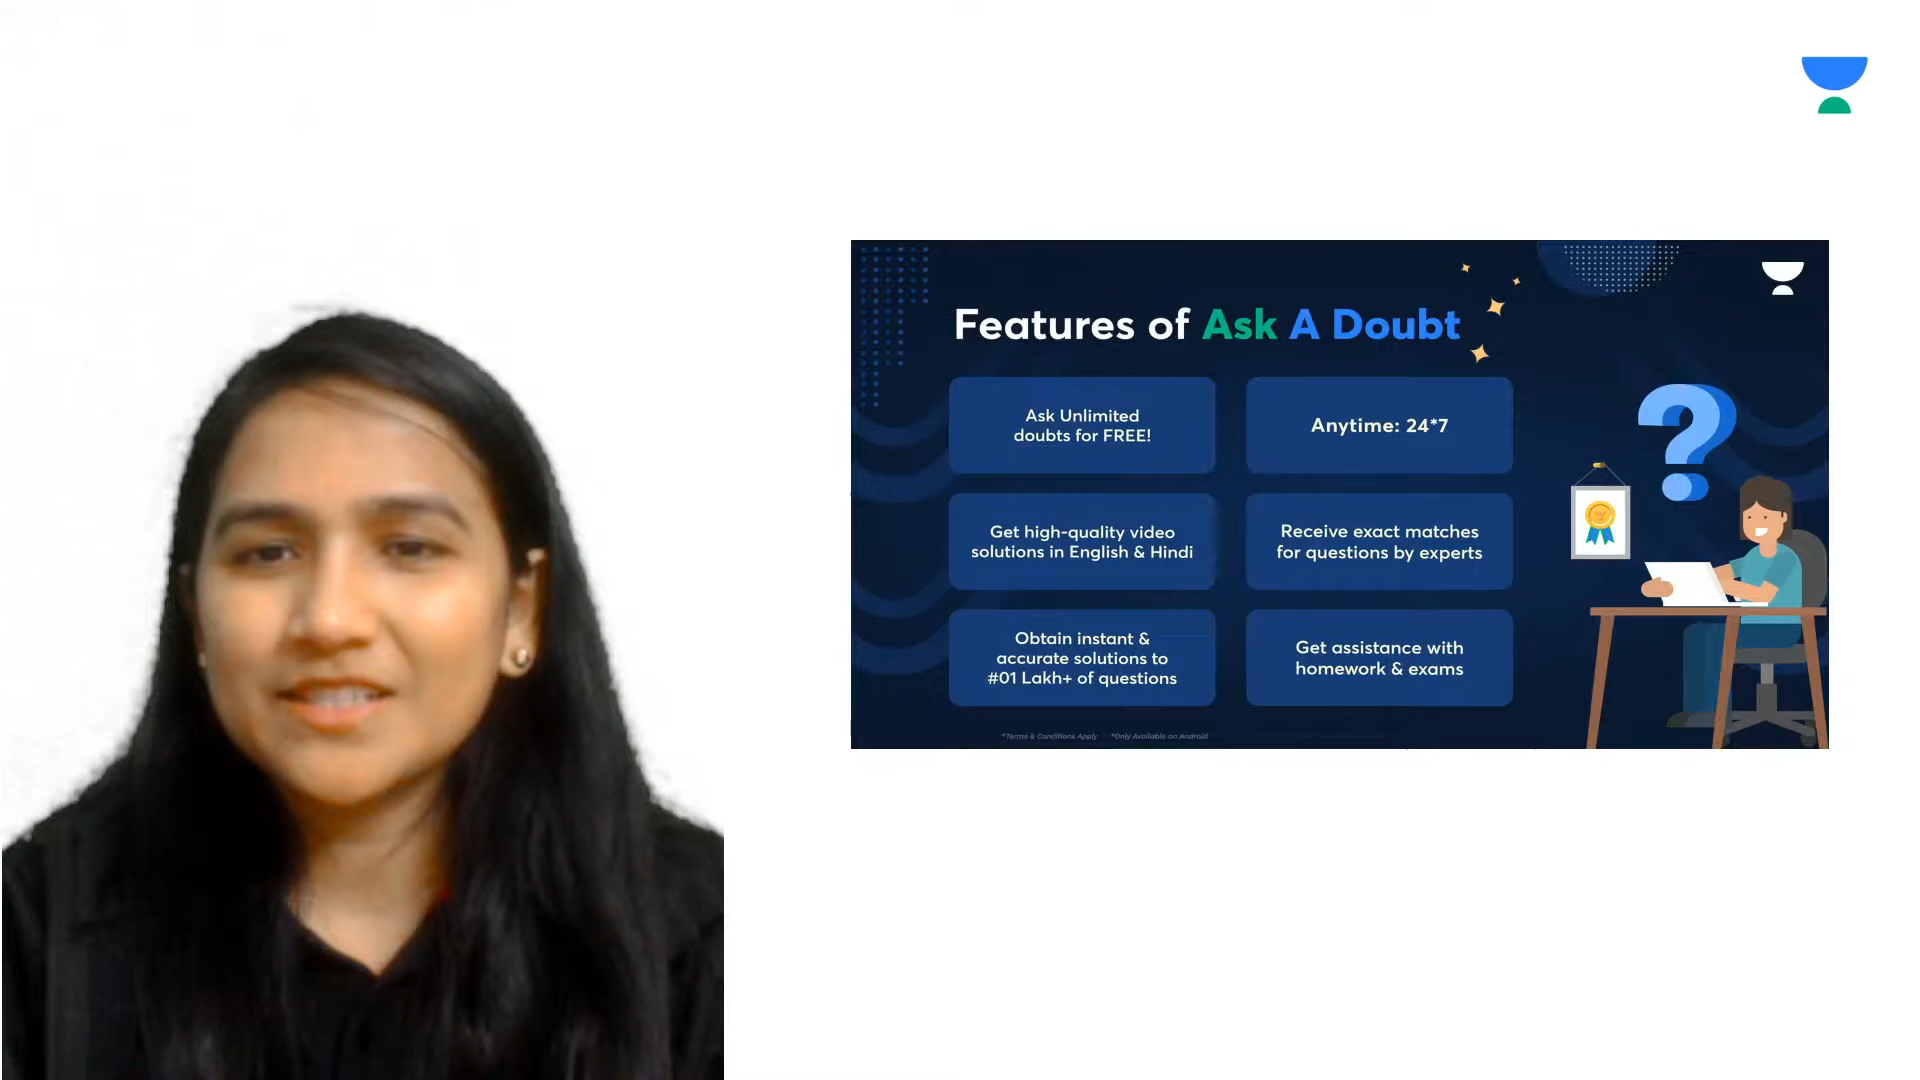 Features of Ask A Doubt
Ask Unlimited
doubts for FREE!
Anytime: 24*7
Get high-quality video
solutions in English & Hindi
Receive exact matches
for questions by experts
Obtain instant &
accurate solutions to
#01 Lakh+ of questions
Get assistance with
homework & exams
*Terms & Conditions Apply
*Only Available on Android